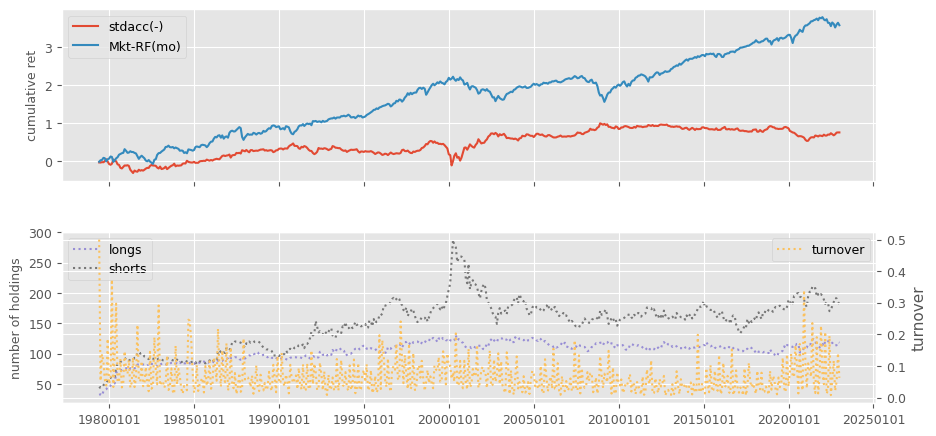 stdacc(-)
Mkt-RF(mo)
cumulative ret
3
2
1
0
longs
shorts
turnover
number of holdings
300
250
200
150
100
50
0.5
0.4
0.3
0.2
0.1
0.0
turnover
19800101 19850101 19900101 19950101 20000101 20050101 20100101 20150101 20200101 20250101